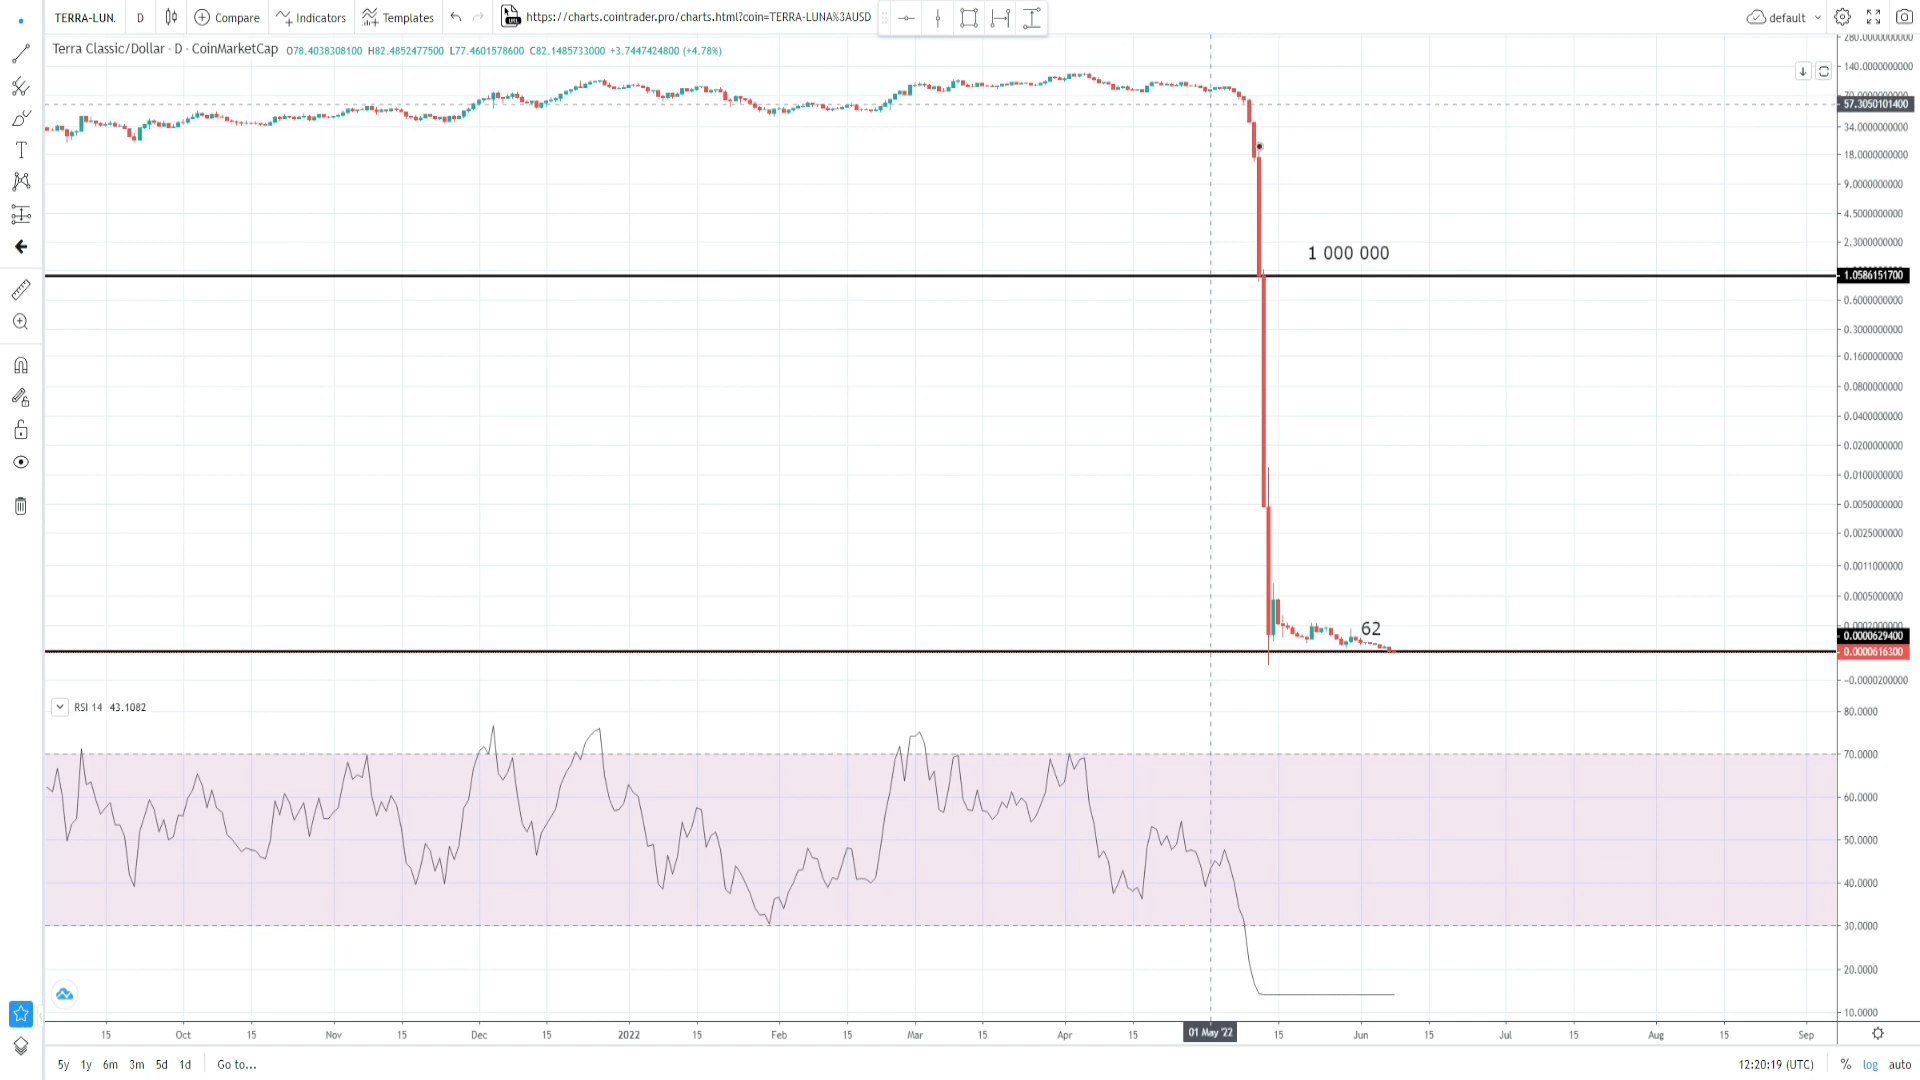 TERRA-LUN.
D
Compare
Indicators
Templates
https://charts.cointrader.pro/charts.html?coin=TERRA-LUNA%3AUSD
default
Terra Classic/Dollar · D · CoinMarketCap O78.4038308100 H82.4852477500 L77.4601578600 C82.1485733000 +3.7447424800 (+4.78%)
280.0000000000
140.0000000000
70.0000000000
57.3050101400
34.0000000000
18.0000000000
9.0000000000
4.5000000000
2.3000000000
1 000 000
1.0586151700
0.6000000000
0.3000000000
0.1600000000
0.0800000000
0.0400000000
0.0200000000
0.0100000000
0.0050000000
0.0025000000
0.0011000000
0.0005000000
0.0002000000
62
0.0000629400
0.0000616300
-0.0000200000
RSI 14 43.1082
80.0000
70.0000
60.0000
50.0000
40.0000
30.0000
20.0000
10.0000
15 Oct 15 Nov 15 Dec 15 2022 15 Feb 15 Mar 15 Apr 15 01 May '22 15 Jun 15 Jul 15 Aug 15 Sep
5y 1y 6m 3m 5d 1d Go to...
12:20:19 (UTC) % log auto